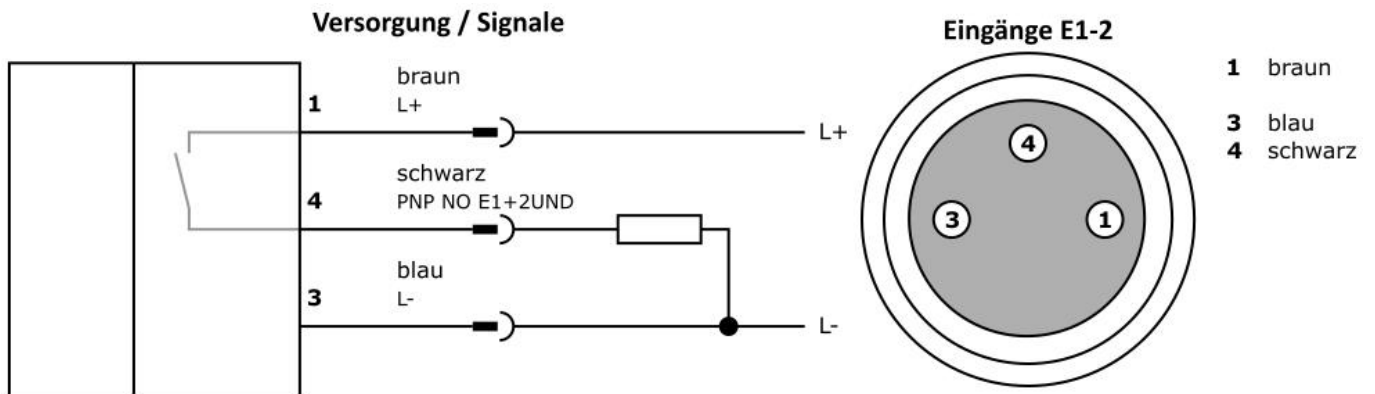 Versorgung / Signale
braun
1 L+
L+
schwarz
4 PNP NO E1+2UND
blau
3 L-
L-
Eingänge E1-2
4
3 1
1 braun
3 blau
4 schwarz